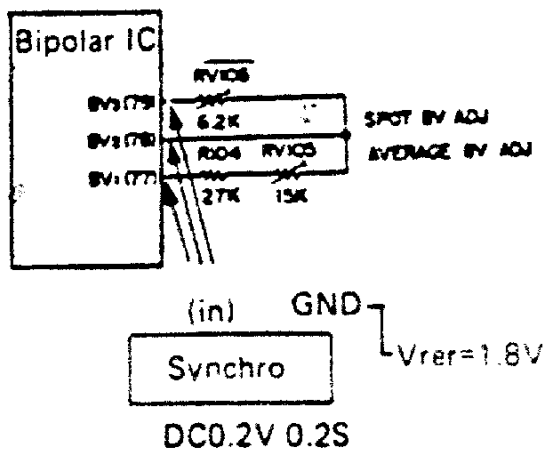 Bipolar IC
RV106
BV3(79)
6.2K
SPOT BV ADJ
BV2(78)
R104 RV105
AVERAGE BV ADJ
BV1(77)
27K 15K
(in) GND
Synchro
Vrer=1.8V
DC0.2V 0.2S